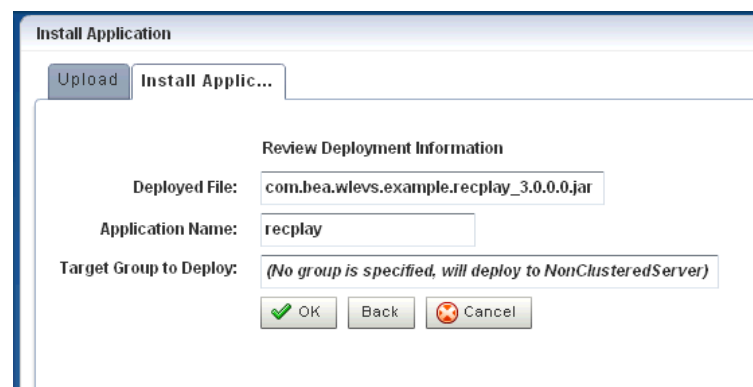 Install Application
Upload
Install Applic...
Review Deployment Information
Deployed File: com.bea.wlevs.example.recplay_3.0.0.0.jar
Application Name: recplay
Target Group to Deploy: (No group is specified, will deploy to NonClusteredServer)
OK Back Cancel